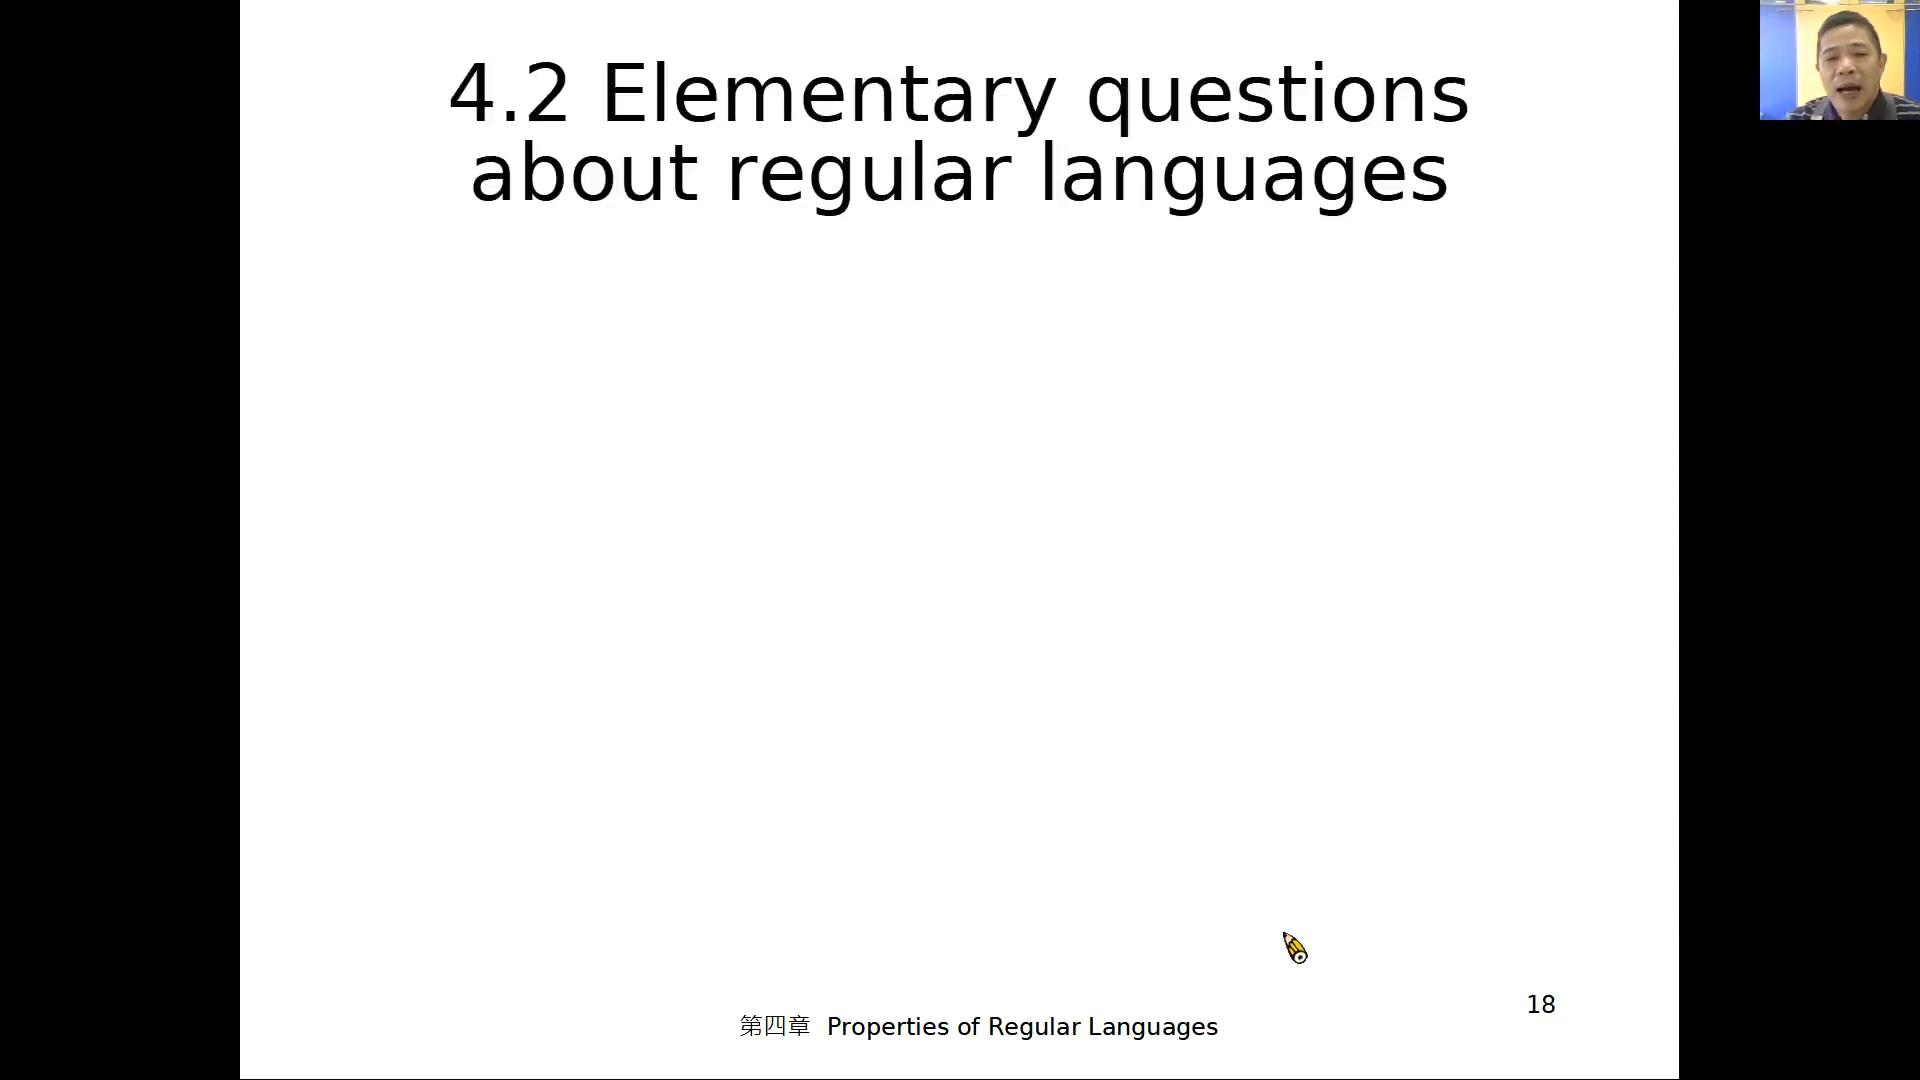 4.2 Elementary questions
about regular languages
第四章 Properties of Regular Languages
18